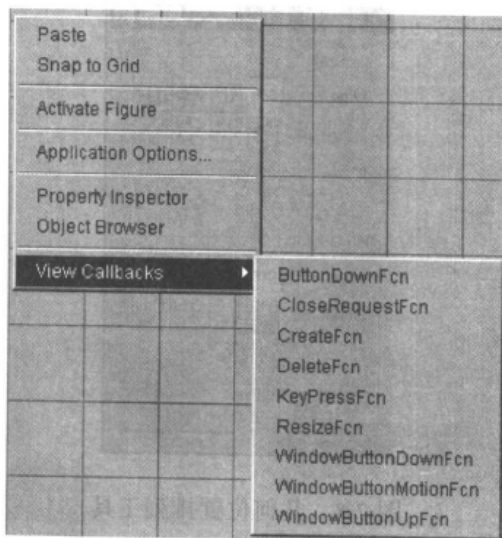 Paste
Snap to Grid
Activate Figure
Application Options...
Property Inspector
Object Browser
View Callbacks
ButtonDownFcn
CloseRequestFcn
CreateFcn
DeleteFcn
KeyPressFcn
ResizeFcn
WindowButtonDownFcn
WindowButtonMotionFcn
WindowButtonUpFcn